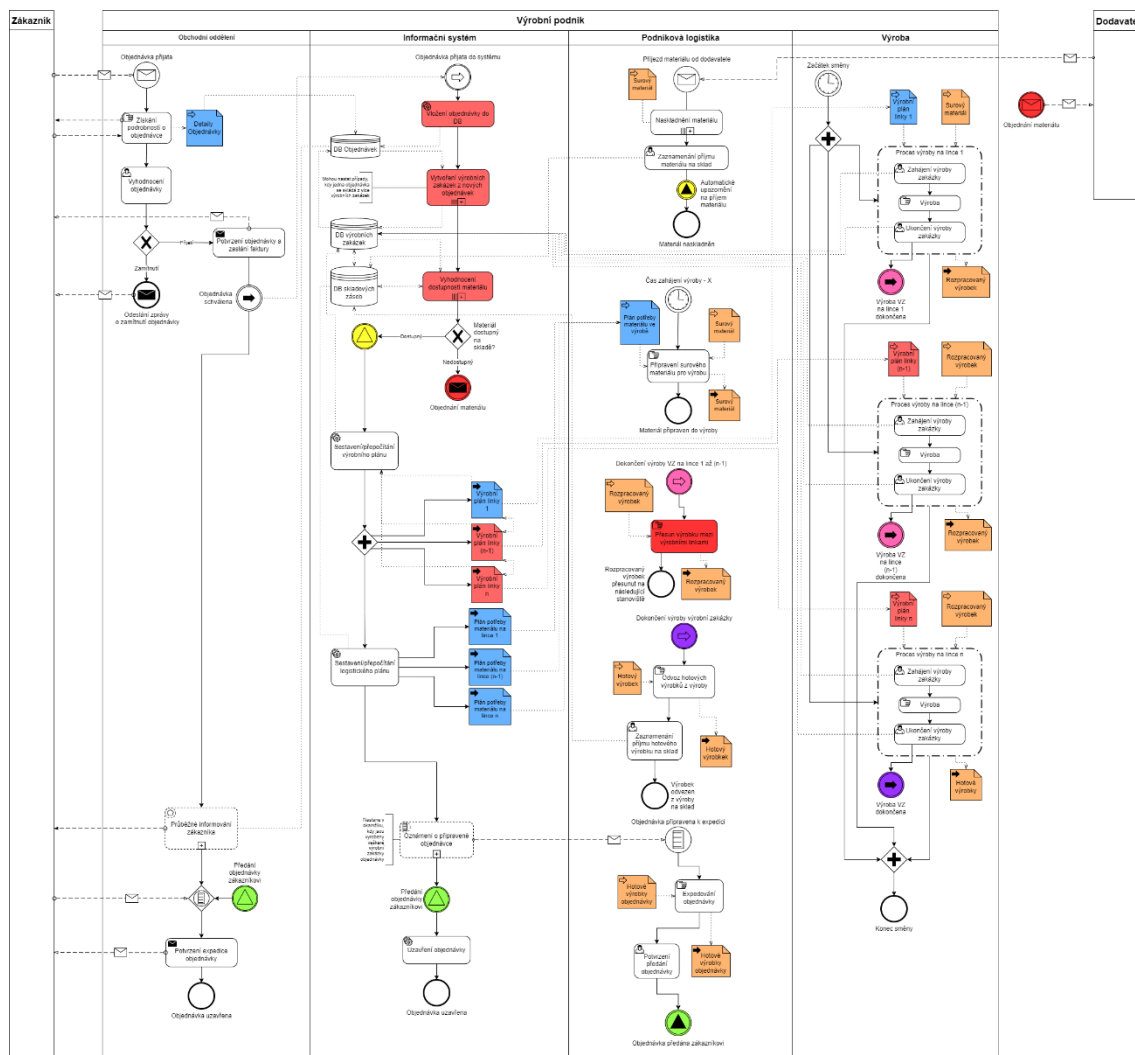 Zákazník
Výrobní podnik
Dodavate
Obchodní oddělení
Informační systém
Podniková logistika
Výroba
Objednávka přijata
Získání
podrobností o
objednávce
Detaily
Objednávky
Vyhodnocení
objednávky
Přijetí
Potvrzení objednávky a
zaslání faktury
Zamítnutí
Odeslání zprávy
o zamítnutí objednávky
Objednávka
schválena
Průběžné informování
zákazníka
Předání
objednávky
zákazníkovi
Potvrzení expedice
objednávky
Objednávka uzavřena
Objednávka přijata do systému
Vložení objednávky do
DB
DB Objednávek
Mohou nastat případy,
kdy jedna objednávka
se skládá z více
výrobních zakázek
Vytvoření výrobních
zakázek z nových
objednávek
DB výrobních
zakázek
DB skladových
zásob
Vyhodnocení
dostupnosti materiálu
Dostupný
Materiál
dostupný
na
skladě?
Nedostupný
Objednání materiálu
Sestavení/přepočítání
výrobního plánu
Výrobní
plán linky
1
Výrobní
plán linky
(n-1)
Výrobní
plán linky
n
Sestavení/přepočítání
logistického plánu
Plán potřeby
materiálu na
lince 1
Plán potřeby
materiálu na
lince (n-1)
Plán potřeby
materiálu na
lince n
Oznámení o připravené
objednávce
Předání
objednávky
zákazníkovi
Uzavření objednávky
Objednávka uzavřena
Příjezd materiálu od dodavatele
Surový
materiál
Naskladnění materiálu
Zaznamenání příjmu
materiálu na sklad
Automatické
upozornění
na příjem
materiálu
Materiál naskladněn
Čas zahájení výroby - X
Plán potřeby
materiálu ve
výrobě
Surový
materiál
Připravení surového
materiálu pro výrobu
Surový
materiál
Materiál připraven do výroby
Dokončení výroby VZ na lince 1 až (n-1)
Rozpracovaný
výrobek
Přesun výrobku mezi
výrobními linkami
Rozpracovaný
výrobek
přesunut na
následující
stanoviště
Rozpracovaný
výrobek
Dokončení výroby výrobní zakázky
Hotový
výrobek
Odvoz hotových
výrobků z výroby
Zaznamenání
příjmu hotového
výrobku na sklad
Hotový
výrobkek
Výrobek
odvezen
z výroby
na sklad
Objednávka připravena k expedici
Hotové
výrobky
objednávky
Expedování
objednávky
Potvrzení
předání
objednávky
Hotové
výrobky
objednávky
Objednávka předána zákazníkovi
Začátek směny
Výrobní
plán
linky 1
Surový
materiál
Proces výroby na lince 1
Zahájení výroby
zakázky
Výroba
Ukončení výroby
zakázky
Výroba VZ
na lince 1
dokončena
Rozpracovaný
výrobek
Výrobní
plán linky
(n-1)
Rozpracovaný
výrobek
Proces výroby na lince (n-1)
Zahájení výroby
zakázky
Výroba
Ukončení výroby
zakázky
Výroba VZ
na lince
(n-1)
dokončena
Rozpracovaný
výrobek
Výrobní
plán
linky n
Rozpracovaný
výrobek
Proces výroby na lince n
Zahájení výroby
zakázky
Výroba
Ukončení výroby
zakázky
Výroba VZ
dokončena
Hotové
výrobky
Konec směny
Objednání materiálu